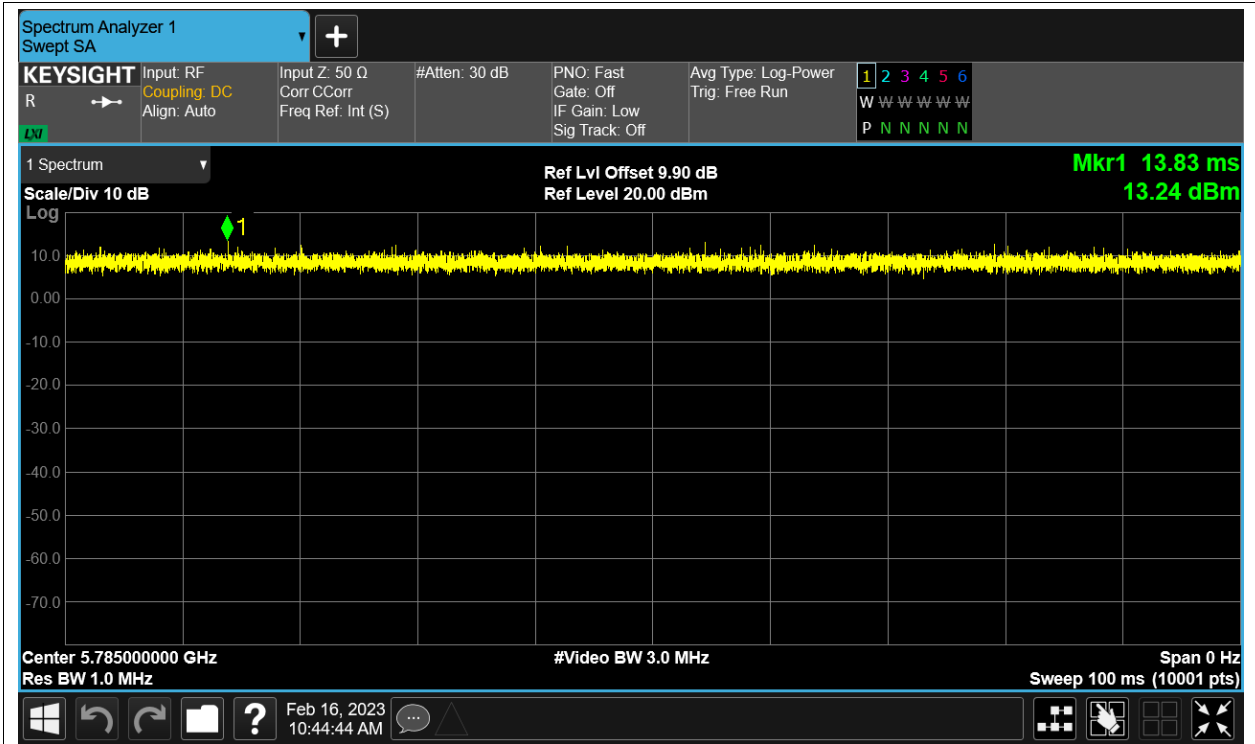 Spectrum Analyzer 1
Swept SA
+
KEYSIGHT
R
LXI
Input: RF
Coupling: DC
Align: Auto
Input Z: 50 Ω
Corr CCorr
Freq Ref: Int (S)
#Atten: 30 dB
PNO: Fast
Gate: Off
IF Gain: Low
Sig Track: Off
Avg Type: Log-Power
Trig: Free Run
1 2 3 4 5 6
W W W W W W
P N N N N N
1 Spectrum
Scale/Div 10 dB
Log
Ref Lvl Offset 9.90 dB
Ref Level 20.00 dBm
Mkr1 13.83 ms
13.24 dBm
1
10.0
0.00
-10.0
-20.0
-30.0
-40.0
-50.0
-60.0
-70.0
Center 5.785000000 GHz
Res BW 1.0 MHz
#Video BW 3.0 MHz
Span 0 Hz
Sweep 100 ms (10001 pts)
?
Feb 16, 2023
10:44:44 AM